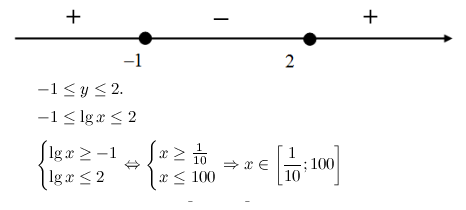 + − +
−1 2
−1 ≤ y ≤ 2.
−1 ≤ lg x ≤ 2
{lg x ≥ −1 lg x ≤ 2 ⇔ {x ≥ 1/10 x ≤ 100 ⇒ x ∈ [1/10; 100]